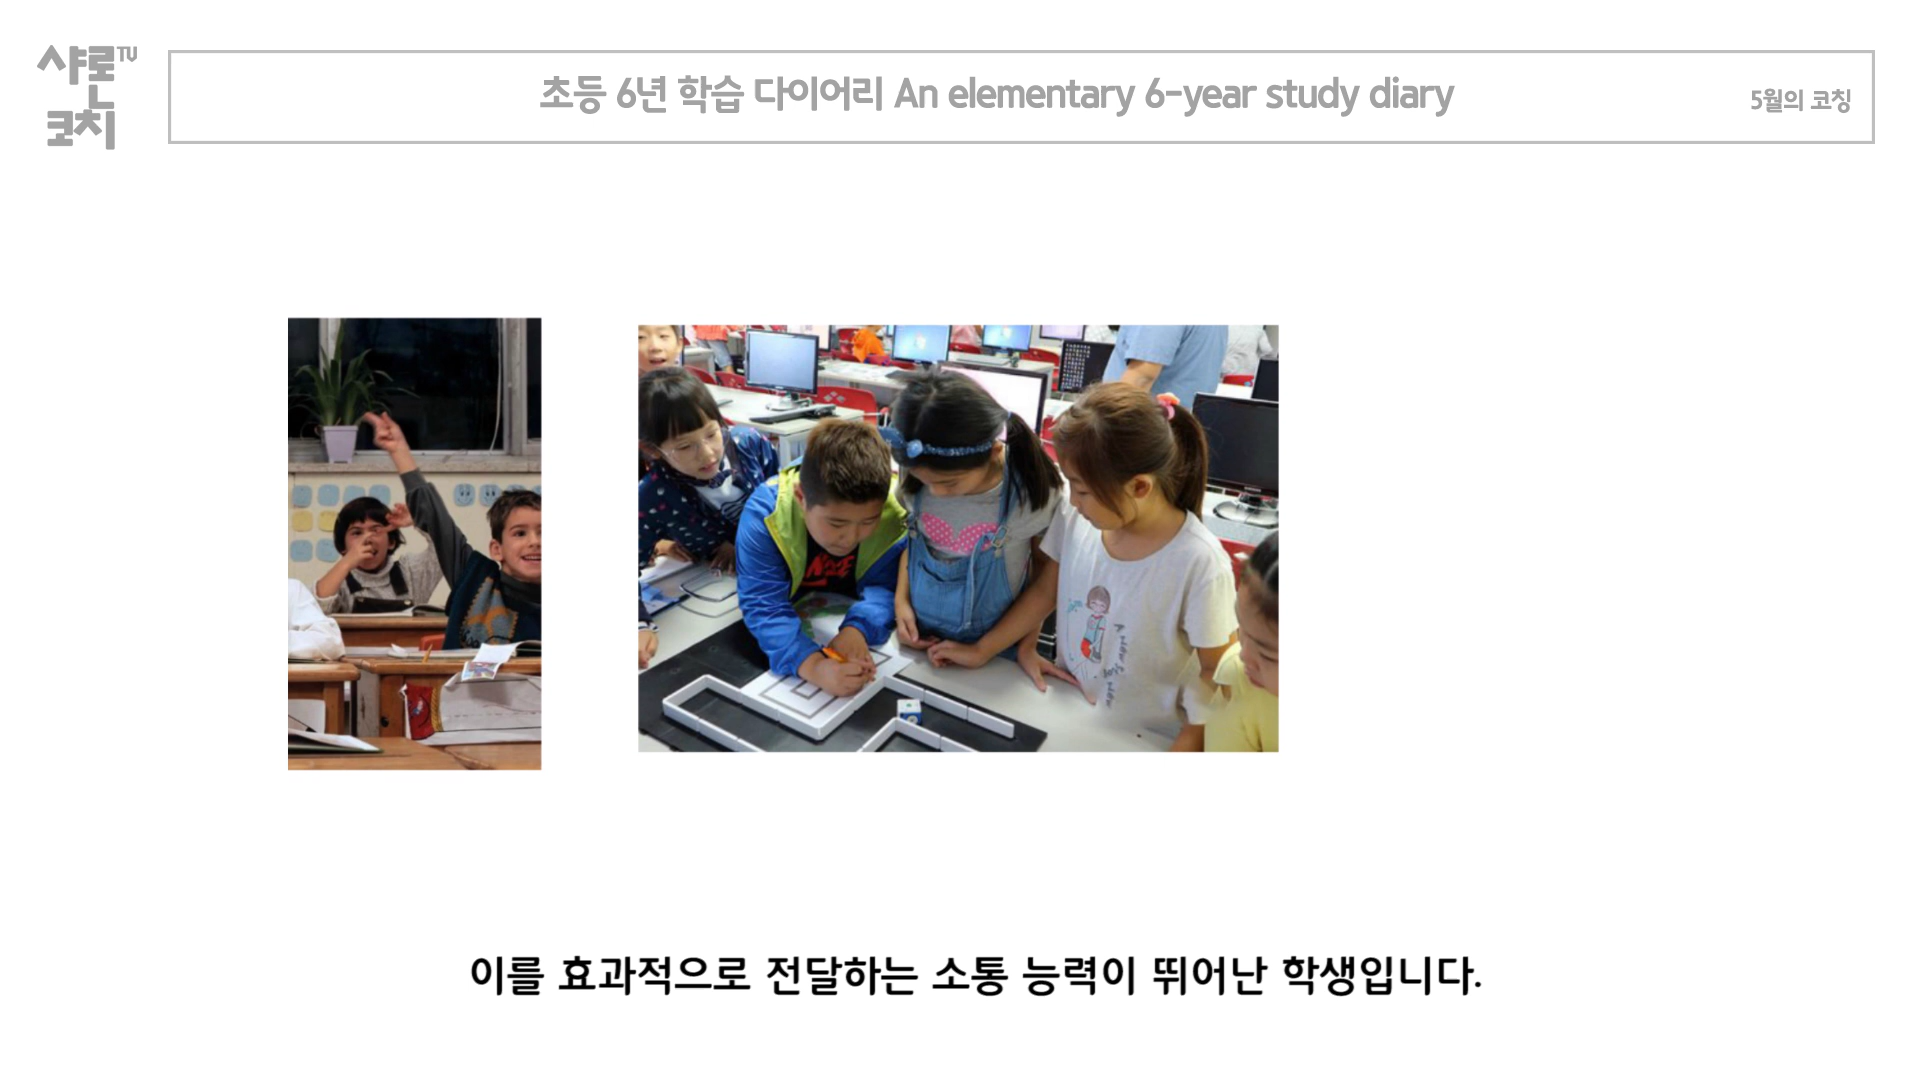 샤론TV
코치
초등 6년 학습 다이어리 An elementary 6-year study diary
5월의 코칭
이를 효과적으로 전달하는 소통 능력이 뛰어난 학생입니다.